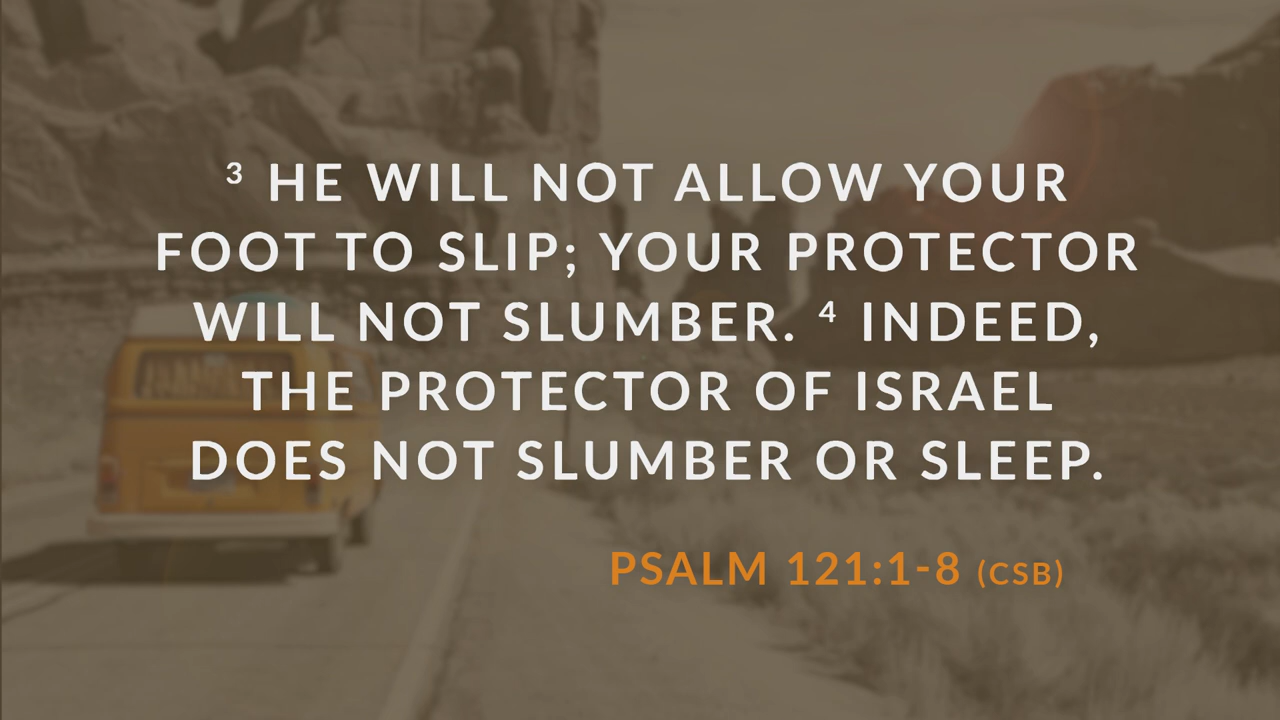 ³ HE WILL NOT ALLOW YOUR
FOOT TO SLIP; YOUR PROTECTOR
WILL NOT SLUMBER. ⁴ INDEED,
THE PROTECTOR OF ISRAEL
DOES NOT SLUMBER OR SLEEP.
PSALM 121:1-8 (CSB)